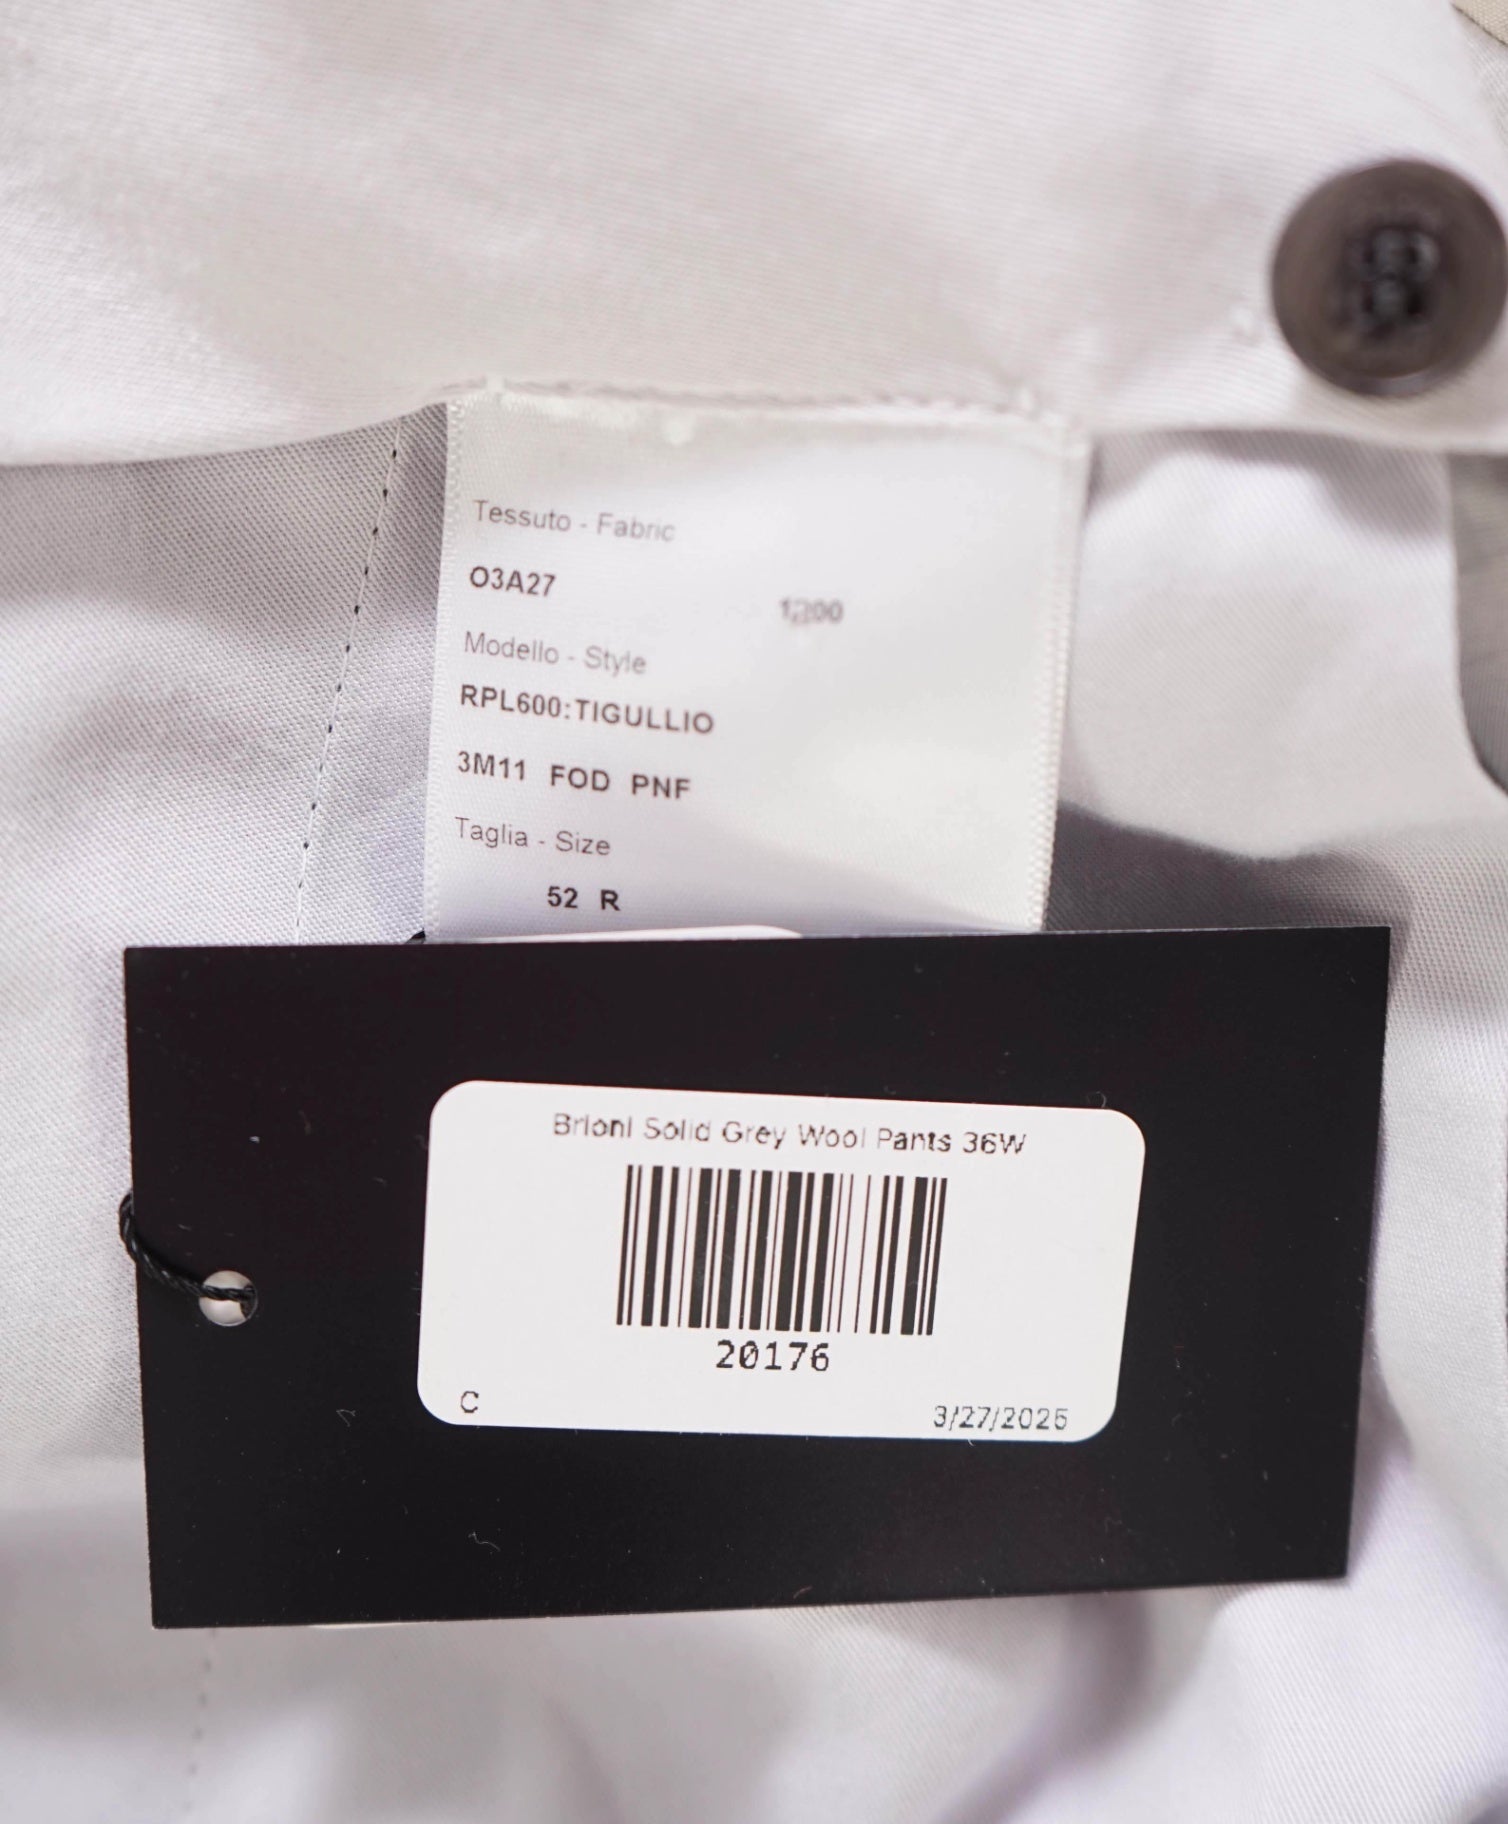 Tessuto - Fabric
O3A27
1200
Modello - Style
RPL600:TIGULLIO
3M11 FOD PNF
Taglia - Size
52 R
Brioni Solid Grey Wool Pants 36W
20176
C
3/27/2025